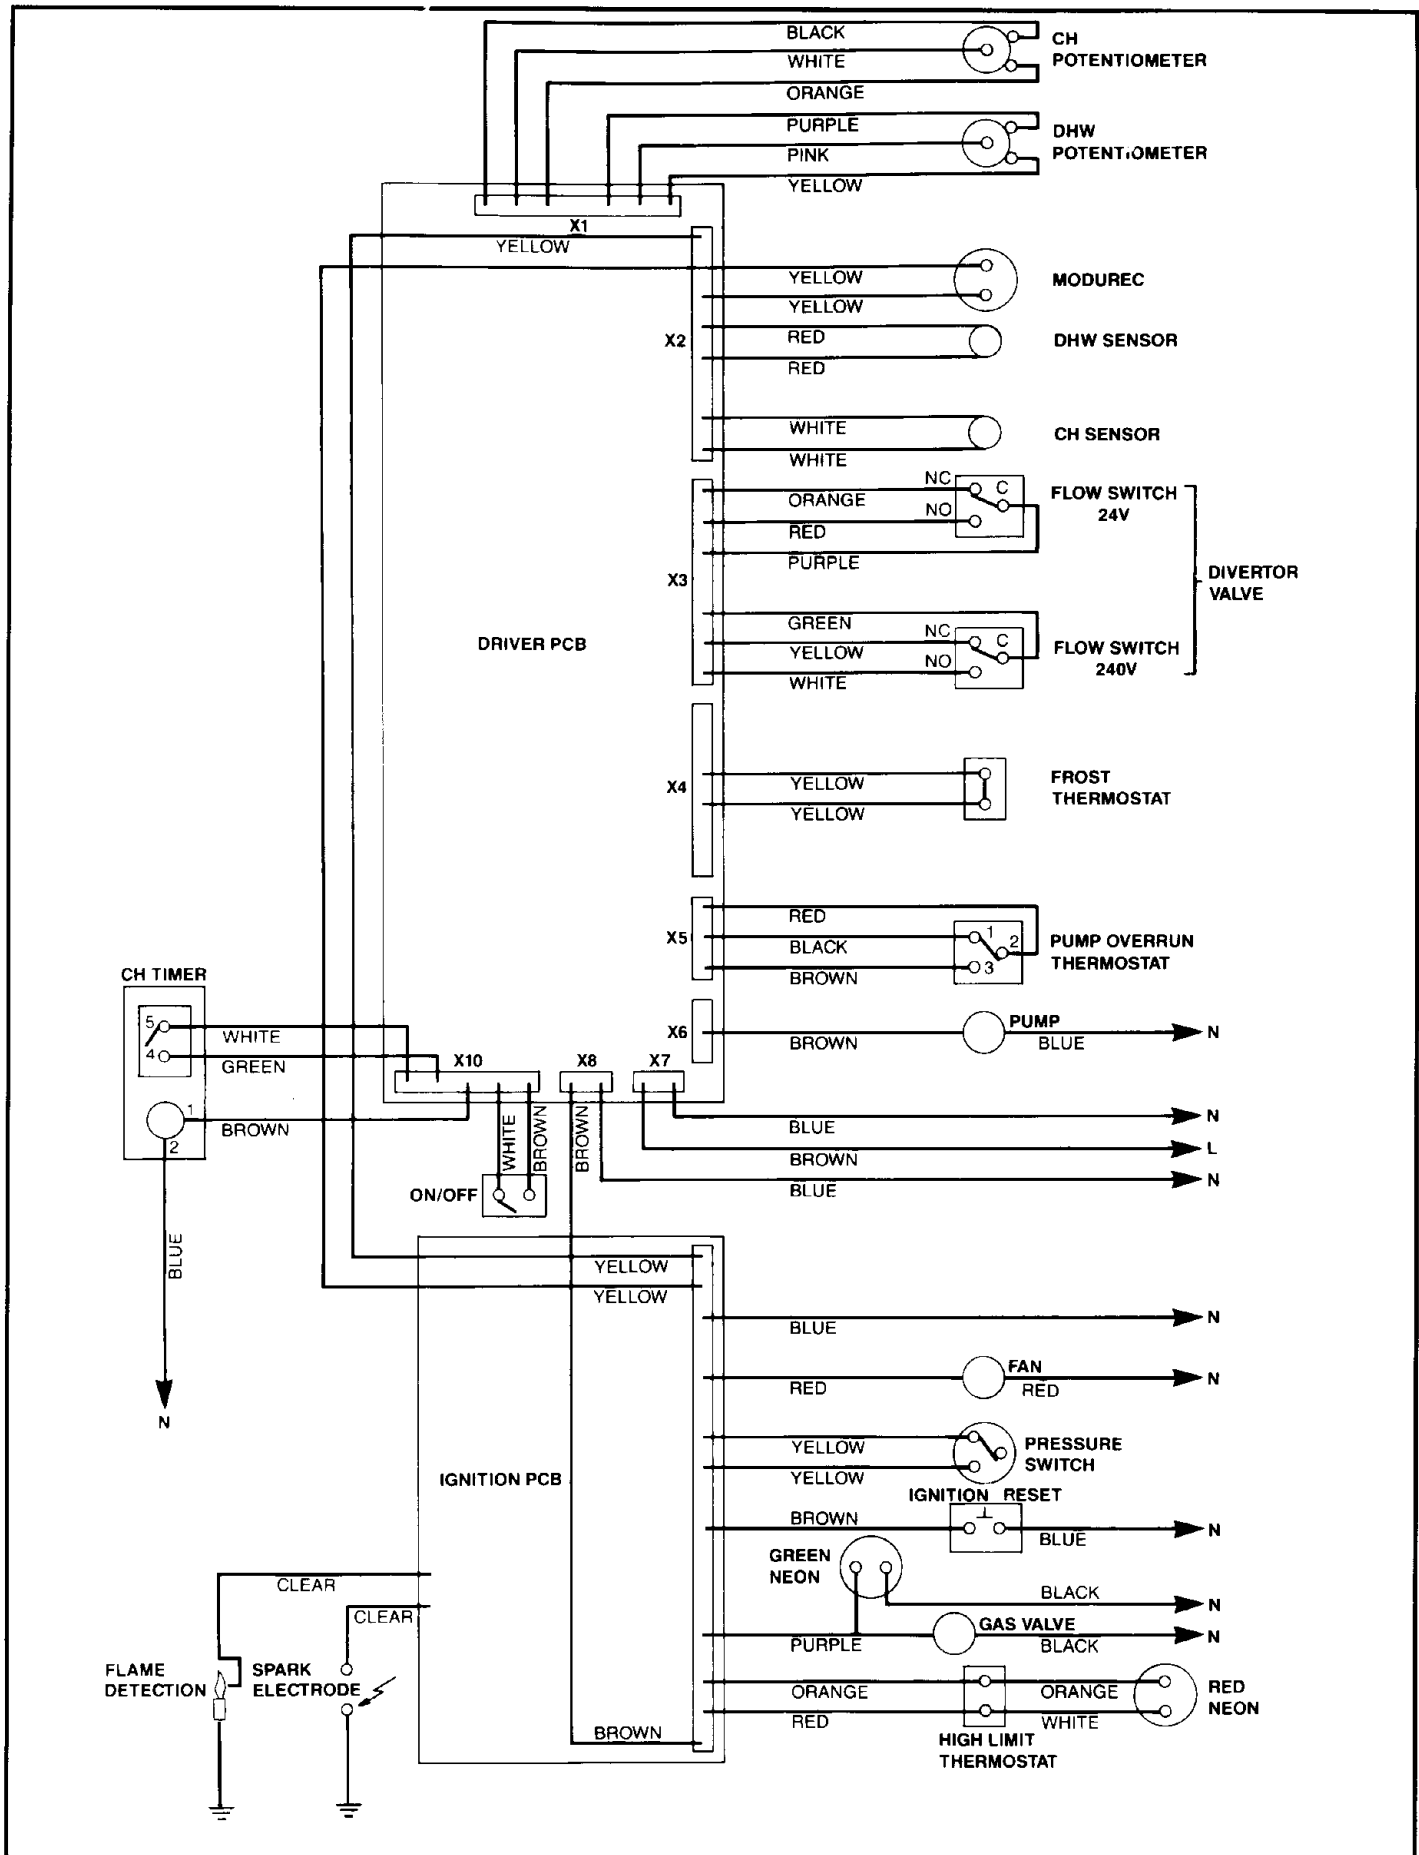 BLACK
CH
POTENTIOMETER
WHITE
ORANGE
PURPLE
DHW
POTENTIOMETER
PINK
YELLOW
X1
YELLOW
YELLOW
MODUREC
YELLOW
X2
RED
DHW SENSOR
RED
WHITE
CH SENSOR
WHITE
NC
C
ORANGE
NO
RED
PURPLE
FLOW SWITCH
24V
X3
DIVERTOR
VALVE
DRIVER PCB
GREEN
NC
C
YELLOW
NO
WHITE
FLOW SWITCH
240V
X4
YELLOW
YELLOW
FROST
THERMOSTAT
X5
RED
BLACK
BROWN
1
2
3
PUMP OVERRUN
THERMOSTAT
CH TIMER
5
WHITE
4
GREEN
1
BROWN
2
BLUE
N
X6
BROWN
PUMP
BLUE
N
X10
X8
X7
BLUE
N
BROWN
L
BLUE
N
WHITE
BROWN
BROWN
ON/OFF
YELLOW
YELLOW
BLUE
N
RED
FAN
RED
N
IGNITION PCB
YELLOW
YELLOW
PRESSURE
SWITCH
IGNITION RESET
BROWN
BLUE
N
GREEN
NEON
BLACK
N
PURPLE
GAS VALVE
BLACK
N
CLEAR
CLEAR
FLAME
DETECTION
SPARK
ELECTRODE
ORANGE
ORANGE
RED
WHITE
RED
NEON
BROWN
HIGH LIMIT
THERMOSTAT